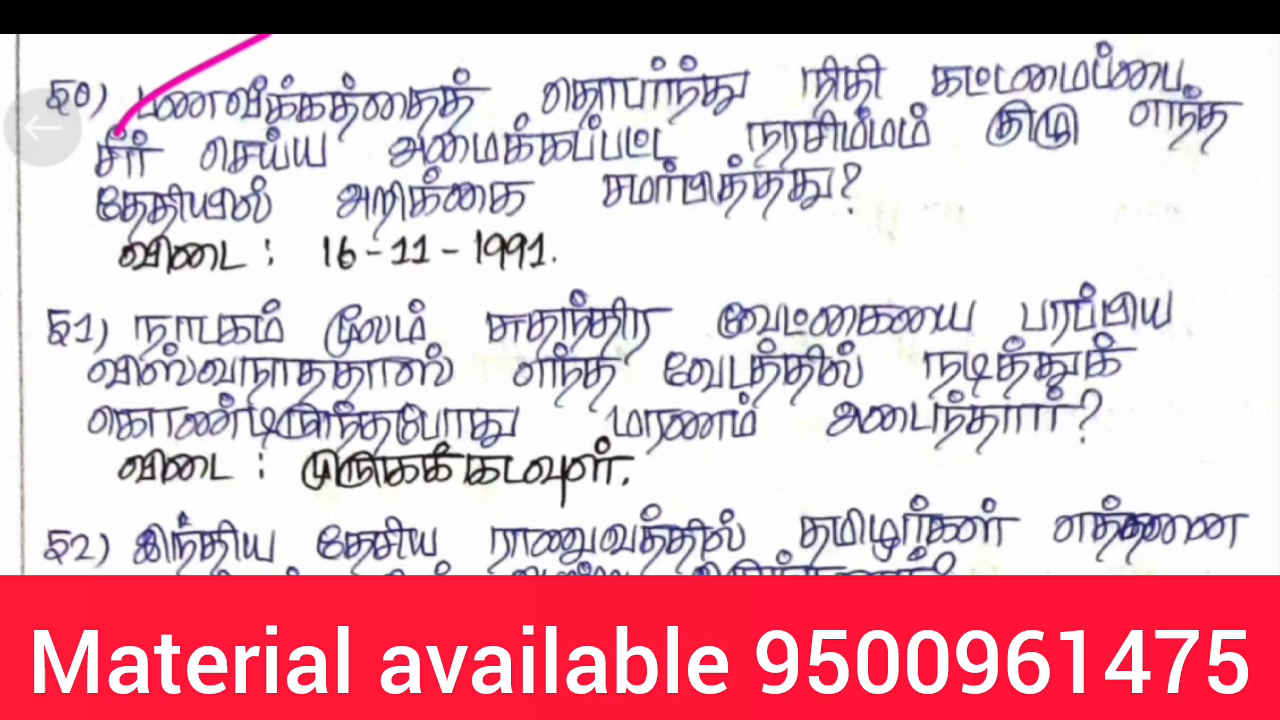 50) பணவீக்கத்தைத் தொடர்ந்து நிதி கட்டமைப்பை
சீர் செய்ய அமைக்கப்பட்ட நரசிம்மம் குழு எந்த
தேதியில் அறிக்கை சமர்பித்தது?
விடை : 16-11-1991.
51) நாடகம் மூலம் சுதந்திர வேட்கையை பரப்பிய
விஸ்வநாததாஸ் எந்த வேடத்தில் நடித்துக்
கொண்டிருந்தபோது மரணம் அடைந்தார்?
விடை : முருகக்கடவுள்.
52) இந்திய தேசிய ராணுவத்தில் தமிழர்கள் எத்தனை
Material available 9500961475